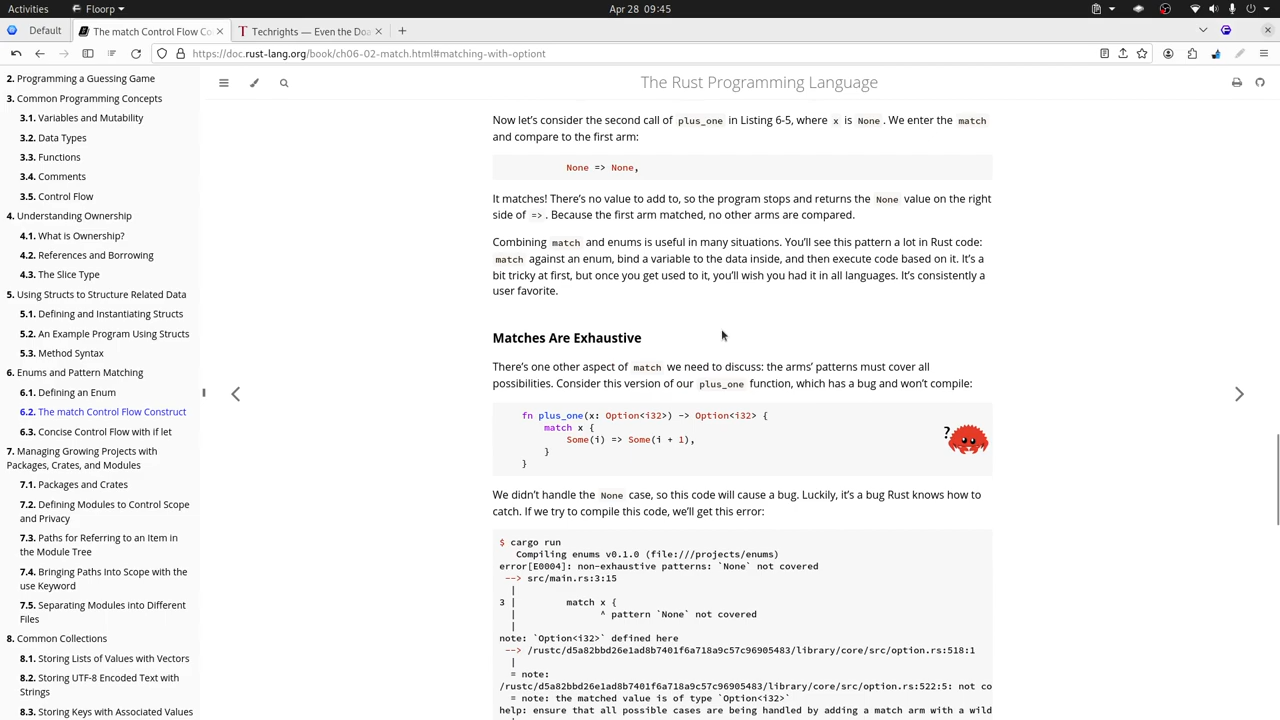 Activities
Floorp
Apr 28 09:45
Default
The match Control Flow Co
Techrights — Even the Doa
https://doc.rust-lang.org/book/ch06-02-match.html#matching-with-option
2. Programming a Guessing Game
3. Common Programming Concepts
3.1. Variables and Mutability
3.2. Data Types
3.3. Functions
3.4. Comments
3.5. Control Flow
4. Understanding Ownership
4.1. What is Ownership?
4.2. References and Borrowing
4.3. The Slice Type
5. Using Structs to Structure Related Data
5.1. Defining and Instantiating Structs
5.2. An Example Program Using Structs
5.3. Method Syntax
6. Enums and Pattern Matching
6.1. Defining an Enum
6.2. The match Control Flow Construct
6.3. Concise Control Flow with if let
7. Managing Growing Projects with
Packages, Crates, and Modules
7.1. Packages and Crates
7.2. Defining Modules to Control Scope
and Privacy
7.3. Paths for Referring to an Item in
the Module Tree
7.4. Bringing Paths Into Scope with the
use Keyword
7.5. Separating Modules into Different
Files
8. Common Collections
8.1. Storing Lists of Values with Vectors
8.2. Storing UTF-8 Encoded Text with
Strings
8.3. Storing Keys with Associated Values
The Rust Programming Language
Now let’s consider the second call of plus_one in Listing 6-5, where x is None. We enter the match
and compare to the first arm:
None => None,
It matches! There’s no value to add to, so the program stops and returns the None value on the right
side of =>. Because the first arm matched, no other arms are compared.
Combining match and enums is useful in many situations. You’ll see this pattern a lot in Rust code:
match against an enum, bind a variable to the data inside, and then execute code based on it. It’s a
bit tricky at first, but once you get used to it, you’ll wish you had it in all languages. It’s consistently a
user favorite.
Matches Are Exhaustive
There’s one other aspect of match we need to discuss: the arms’ patterns must cover all
possibilities. Consider this version of our plus_one function, which has a bug and won’t compile:
fn plus_one(x: Option<i32>) -> Option<i32> {
match x {
Some(i) => Some(i + 1),
}
}
?
We didn’t handle the None case, so this code will cause a bug. Luckily, it’s a bug Rust knows how to
catch. If we try to compile this code, we’ll get this error:
$ cargo run
Compiling enums v0.1.0 (file:///projects/enums)
error[E0004]: non-exhaustive patterns: `None` not covered
--> src/main.rs:3:15
|
3 | match x {
| ^ pattern `None` not covered
|
note: `Option<i32>` defined here
--> /rustc/d5a82bbd26e1ad8b7401f6a718a9c57c96905483/library/core/src/option.rs:518:1
|
= note:
/rustc/d5a82bbd26e1ad8b7401f6a718a9c57c96905483/library/core/src/option.rs:522:5: not co
= note: the matched value is of type `Option<i32>`
help: ensure that all possible cases are being handled by adding a match arm with a wild